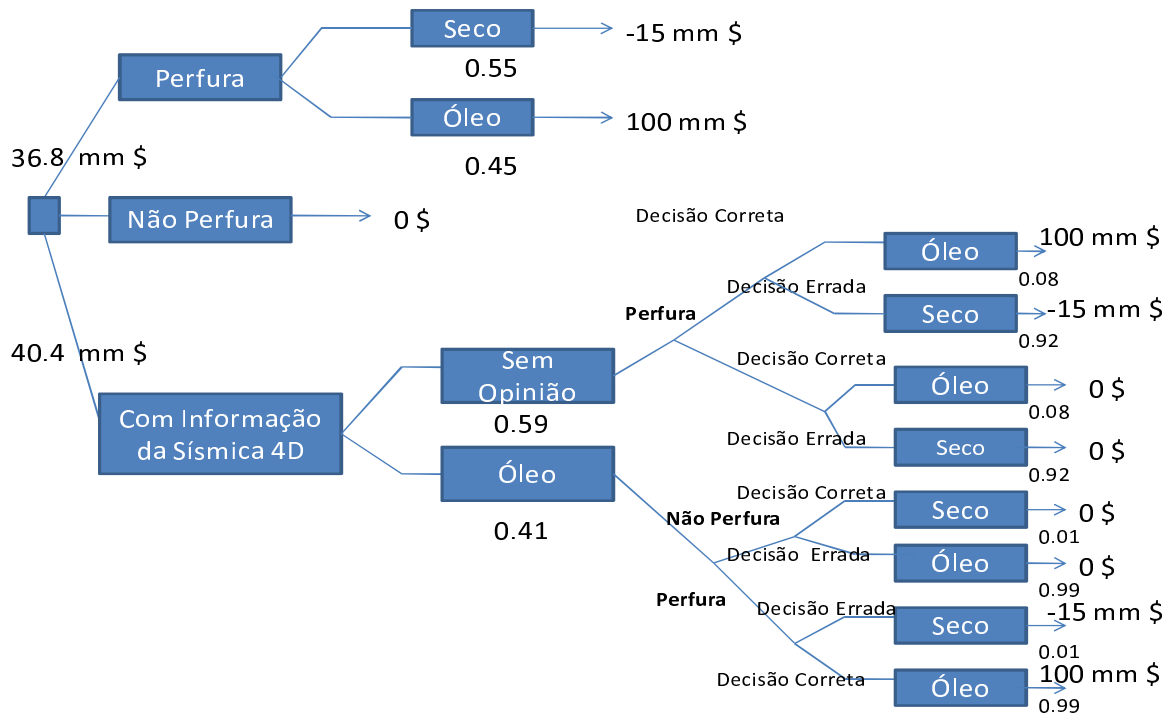 Seco
-15 mm $
0.55
Perfura
Óleo
100 mm $
0.45
36.8 mm $
Não Perfura
0 $
40.4 mm $
Com Informação
da Sísmica 4D
Sem
Opinião
0.59
Óleo
0.41
Decisão Correta
Óleo
100 mm $
0.08
Decisão Errada
Perfura
Seco
-15 mm $
0.92
Decisão Correta
Óleo
0 $
0.08
Decisão Errada
Seco
0 $
0.92
Decisão Correta
Não Perfura
Seco
0 $
0.01
Decisão Errada
Óleo
0 $
0.99
Perfura
Decisão Errada
Seco
-15 mm $
0.01
Decisão Correta
Óleo
100 mm $
0.99